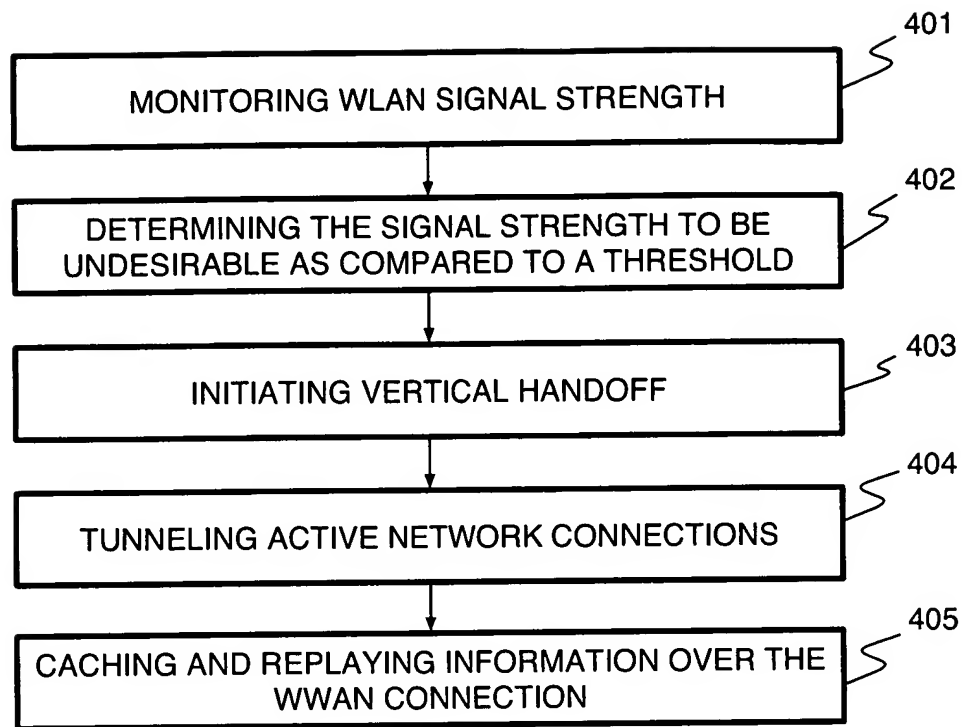 401
MONITORING WLAN SIGNAL STRENGTH
402
DETERMINING THE SIGNAL STRENGTH TO BE
UNDESIRABLE AS COMPARED TO A THRESHOLD
403
INITIATING VERTICAL HANDOFF
404
TUNNELING ACTIVE NETWORK CONNECTIONS
405
CACHING AND REPLAYING INFORMATION OVER THE
WWAN CONNECTION